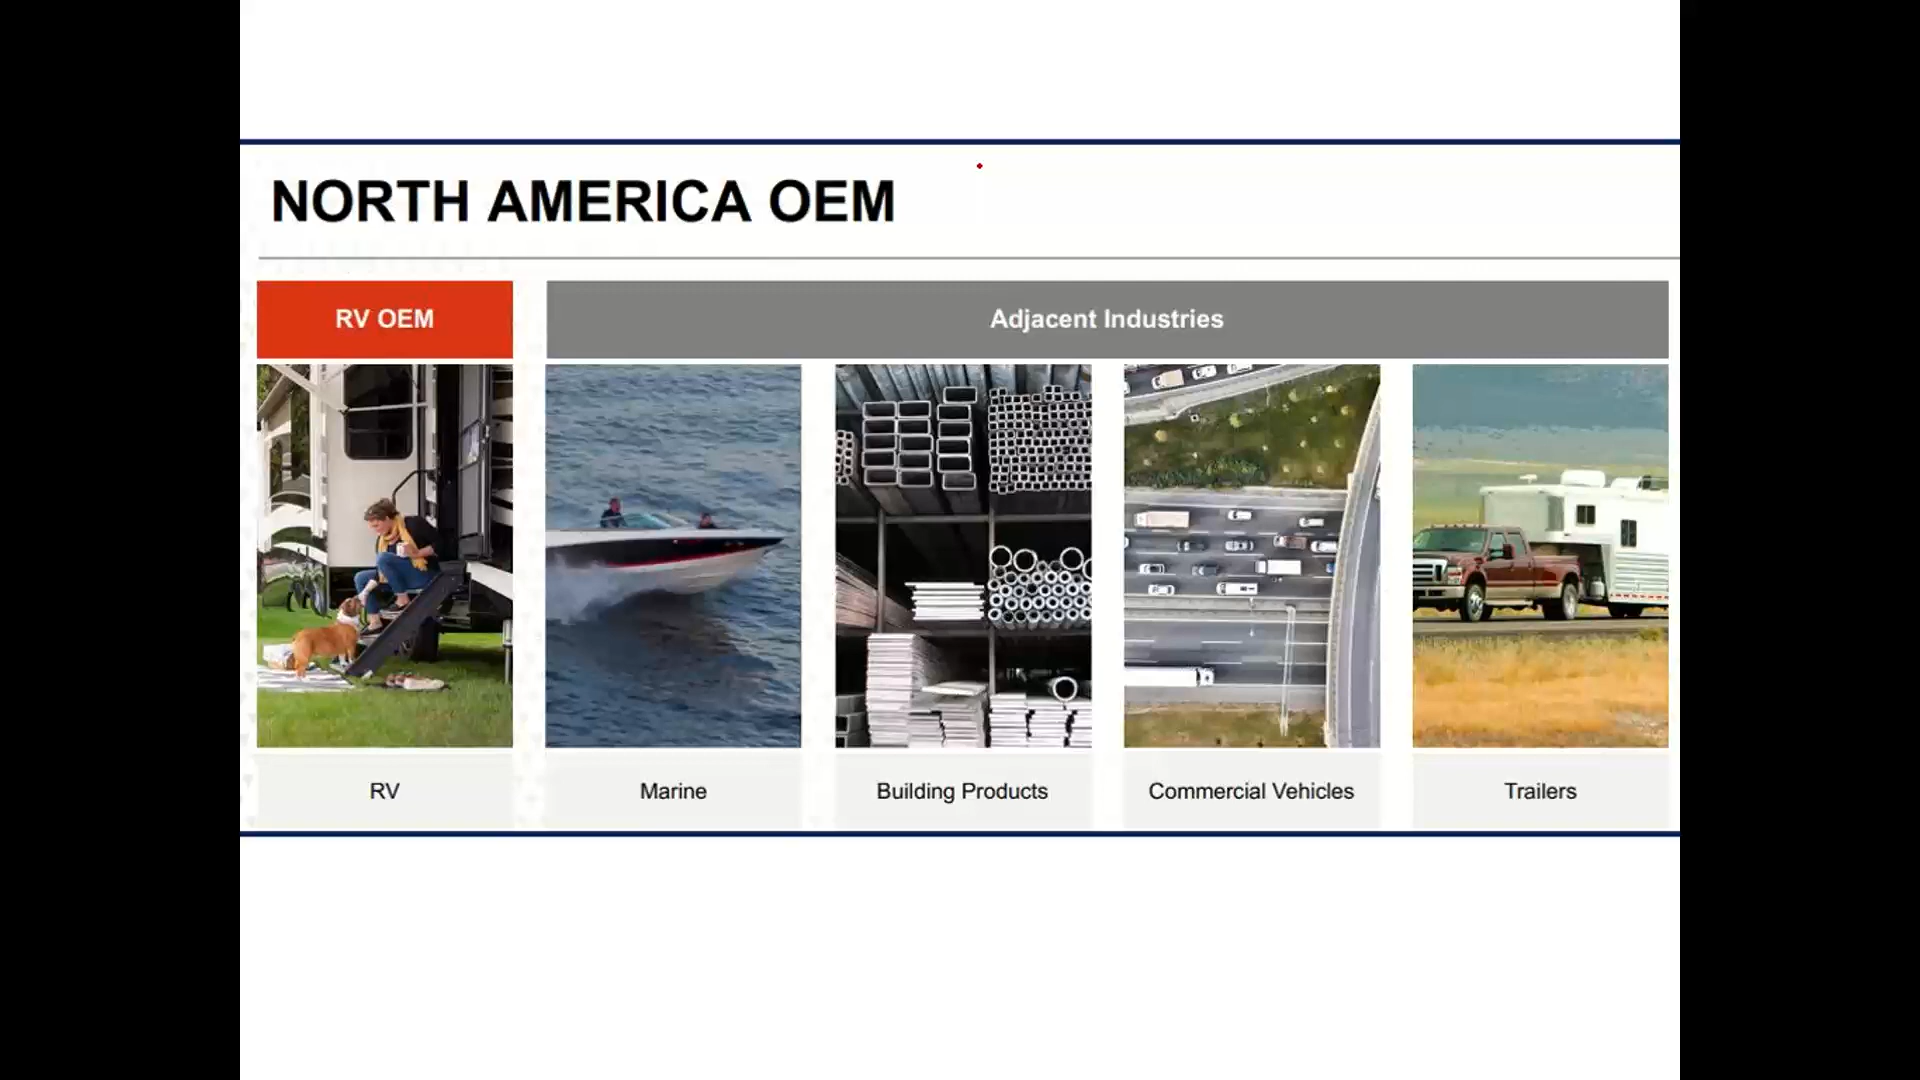 NORTH AMERICA OEM
RV OEM
Adjacent Industries
RV
Marine
Building Products
Commercial Vehicles
Trailers